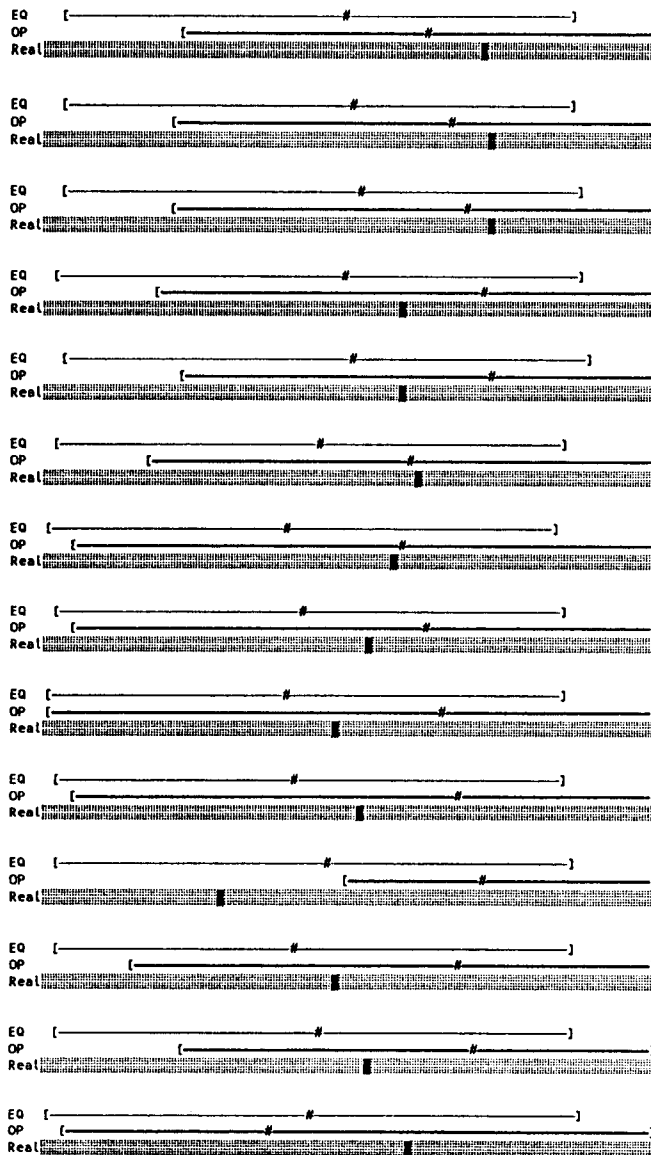 EQ [ # ]
OP [ #
Real
EQ [ # ]
OP [ #
Real
EQ [ # ]
OP [ #
Real
EQ [ # ]
OP [ #
Real
EQ [ # ]
OP [ #
Real
EQ [ # ]
OP [ #
Real
EQ [ # ]
OP [ #
Real
EQ [ # ]
OP [ #
Real
EQ [ # ]
OP [ #
Real
EQ [ # ]
OP [ #
Real
EQ [ # ]
OP [ #
Real
EQ [ # ]
OP [ #
Real
EQ [ # ]
OP [ # ]
Real
EQ [ # ]
OP [ # ]
Real